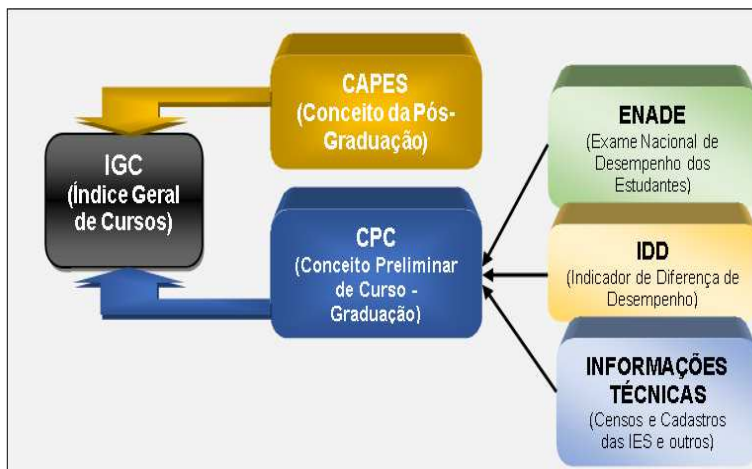 CAPES
(Conceito da Pós-
Graduação)
IGC
(Índice Geral
de Cursos)
CPC
(Conceito Preliminar
de Curso -
Graduação)
ENADE
(Exame Nacional de
Desempenho dos
Estudantes)
IDD
(Indicador de Diferença de
Desempenho)
INFORMAÇÕES
TÉCNICAS
(Censos e Cadastros
das IES e outros)